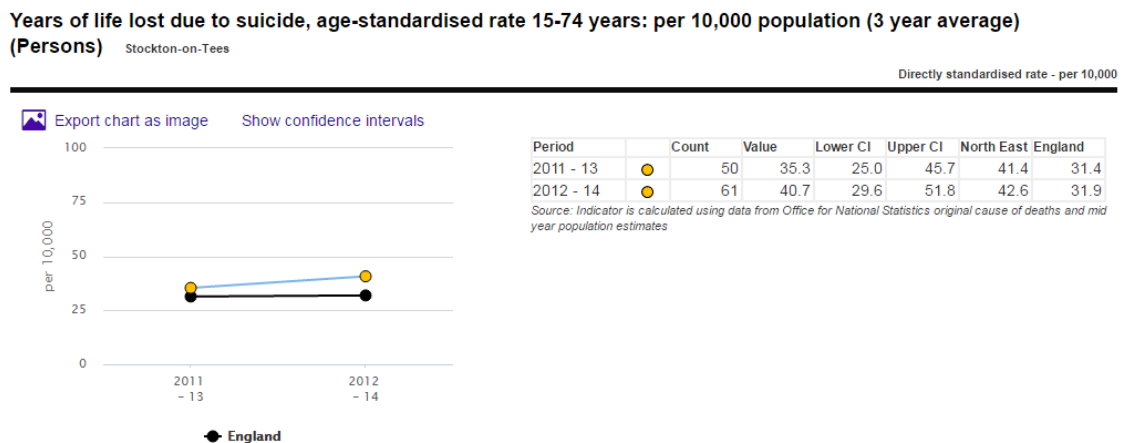 Years of life lost due to suicide, age-standardised rate 15-74 years: per 10,000 population (3 year average)
(Persons) Stockton-on-Tees
Directly standardised rate - per 10,000
Export chart as image Show confidence intervals
100
75
50
25
0
per 10,000
2011
- 13
2012
- 14
England
Period Count Value Lower CI Upper CI North East England
2011 - 13 50 35.3 25.0 45.7 41.4 31.4
2012 - 14 61 40.7 29.6 51.8 42.6 31.9
Source: Indicator is calculated using data from Office for National Statistics original cause of deaths and mid
year population estimates